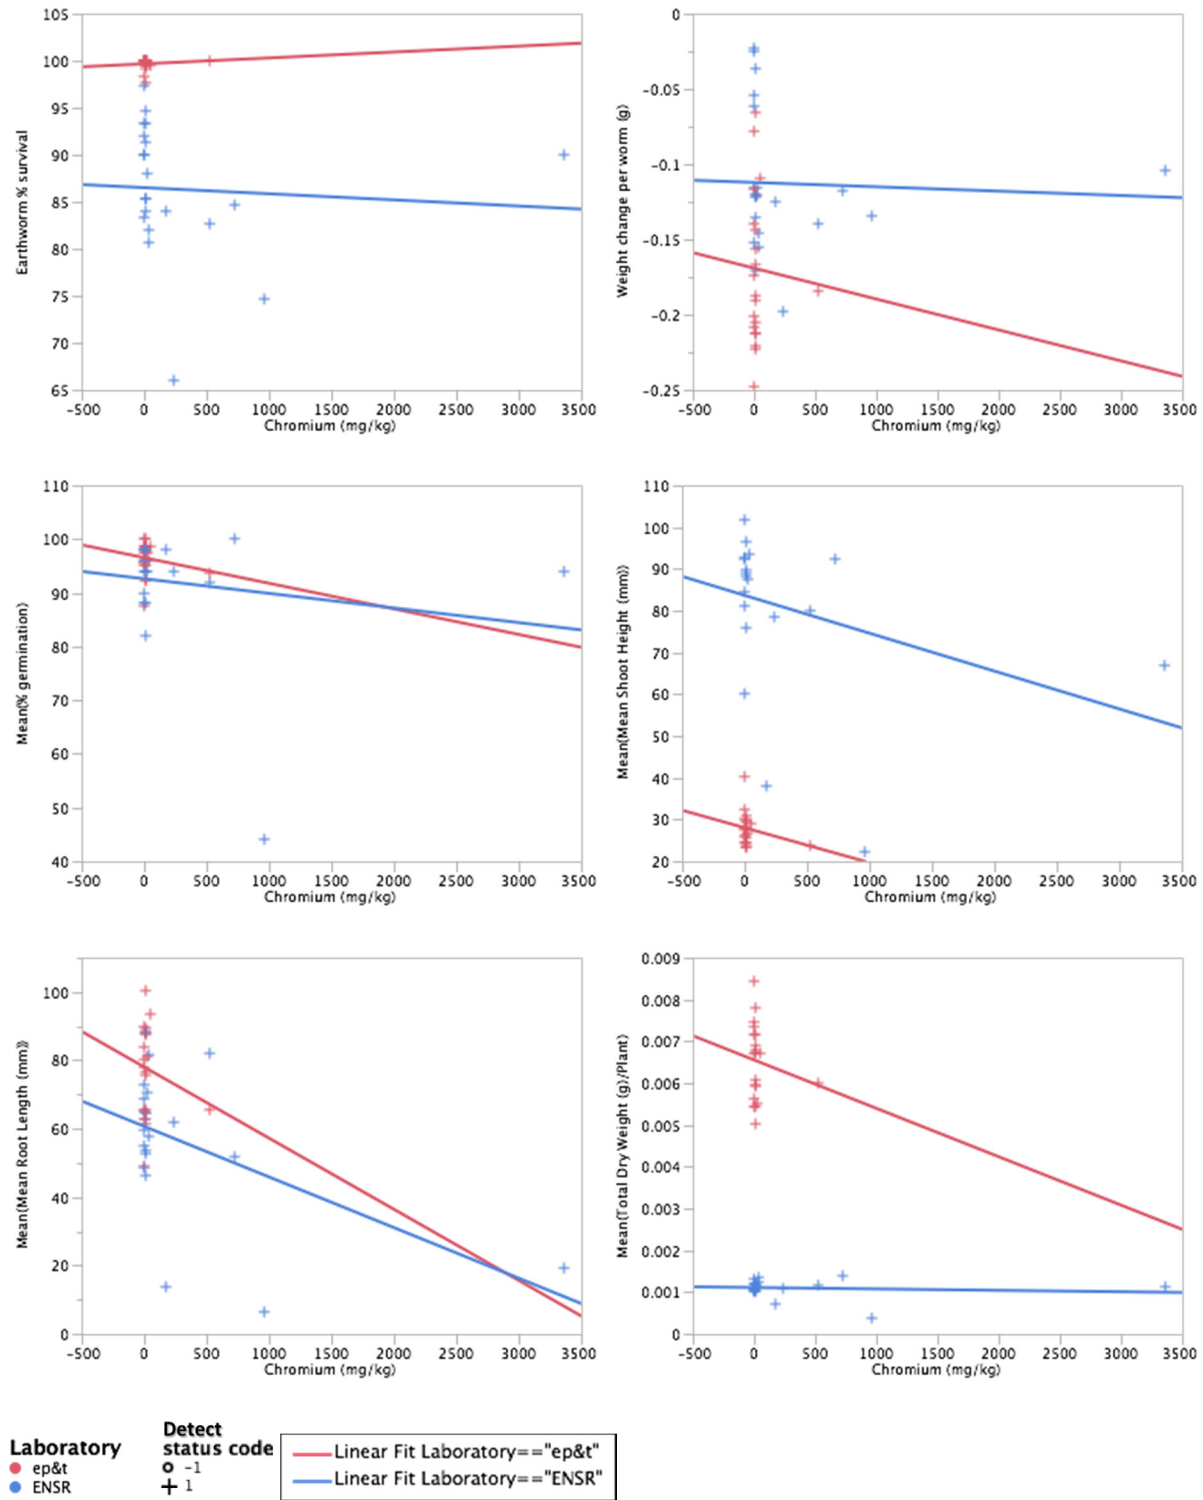 105
100
95
90
85
80
75
70
65
Earthworm % survival
-500 0 500 1000 1500 2000 2500 3000 3500
Chromium (mg/kg)
0
-0.05
-0.1
-0.15
-0.2
-0.25
Weight change per worm (g)
-500 0 500 1000 1500 2000 2500 3000 3500
Chromium (mg/kg)
110
100
90
80
70
60
50
40
Mean(% germination)
-500 0 500 1000 1500 2000 2500 3000 3500
Chromium (mg/kg)
110
100
90
80
70
60
50
40
30
20
Mean(Mean Shoot Height (mm))
-500 0 500 1000 1500 2000 2500 3000 3500
Chromium (mg/kg)
100
80
60
40
20
0
Mean(Mean Root Length (mm))
-500 0 500 1000 1500 2000 2500 3000 3500
Chromium (mg/kg)
0.009
0.008
0.007
0.006
0.005
0.004
0.003
0.002
0.001
0
Mean(Total Dry Weight (g)/Plant)
-500 0 500 1000 1500 2000 2500 3000 3500
Chromium (mg/kg)
Laboratory
ep&t
ENSR
Detect
status code
-1
1
Linear Fit Laboratory=="ep&t"
Linear Fit Laboratory=="ENSR"